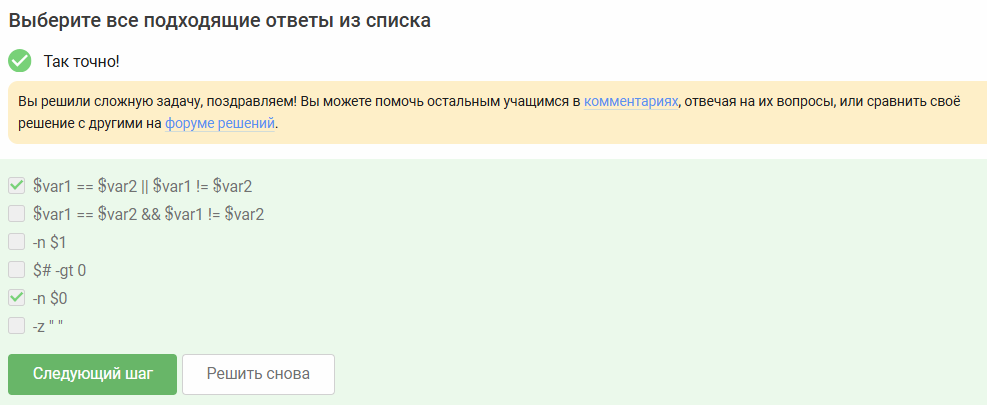 Выберите все подходящие ответы из списка
Так точно!
Вы решили сложную задачу, поздравляем! Вы можете помочь остальным учащимся в комментариях, отвечая на их вопросы, или сравнить своё
решение с другими на форуме решений.
$var1 == $var2 || $var1 != $var2
$var1 == $var2 && $var1 != $var2
-n $1
$# -gt 0
-n $0
-z " "
Следующий шаг
Решить снова